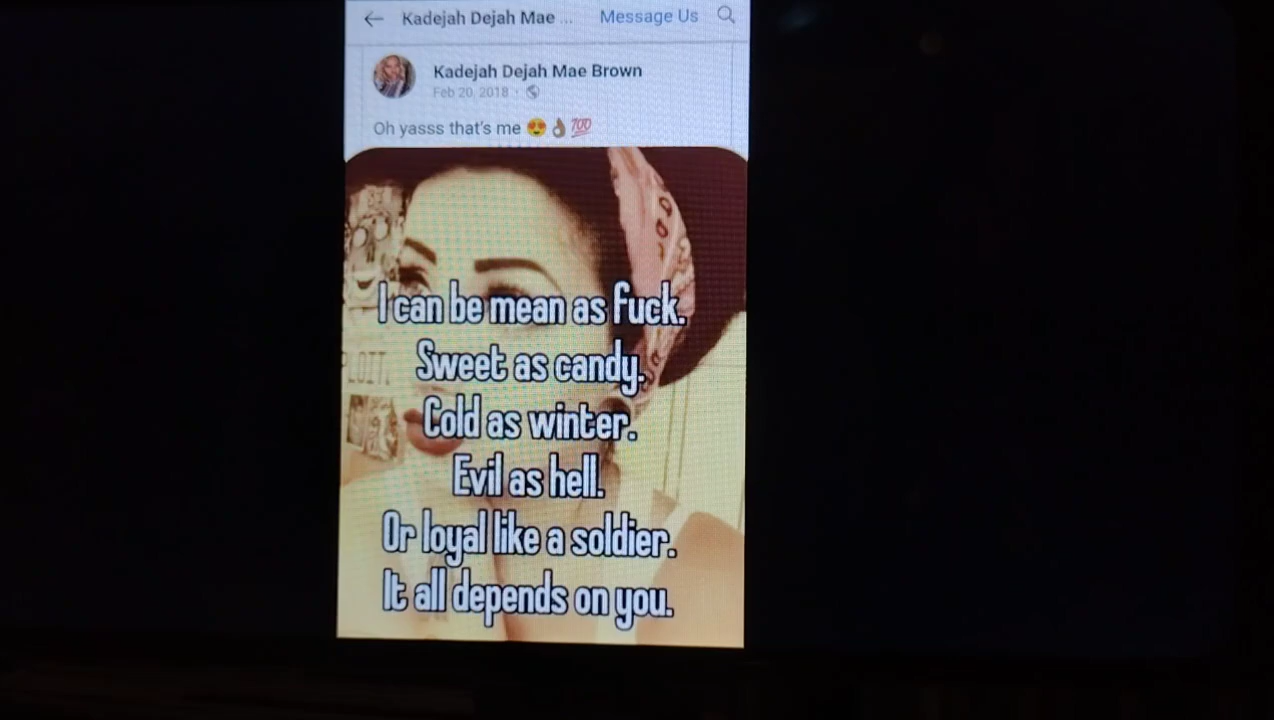 Kadejah Dejah Mae ... Message Us
Kadejah Dejah Mae Brown
Feb 20, 2018 ·
Oh yasss that's me 😍👌🏽💯
PLOIT.
I can be mean as fuck.
Sweet as candy.
Cold as winter.
Evil as hell.
Or loyal like a soldier.
It all depends on you.